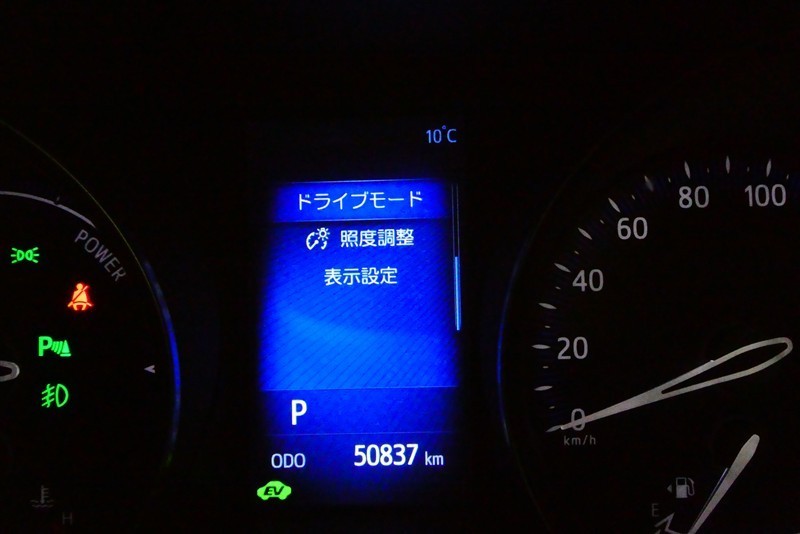 10°C
ドライブモード
照度調整
表示設定
P
ODO 50837 km
EV
POWER
P
H
0
20
40
60
80
100
km/h
E